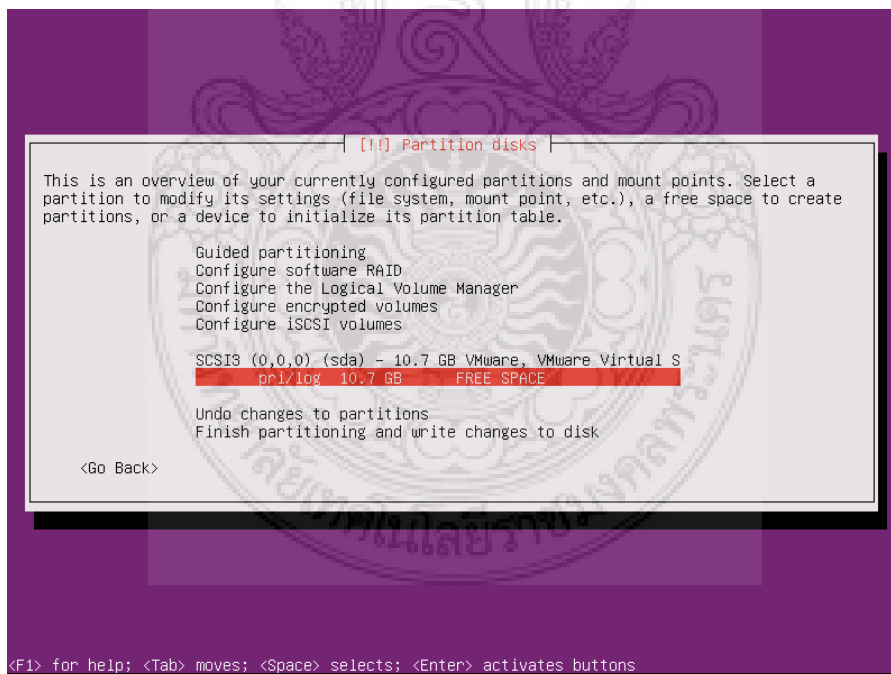 [!!] Partition disks
This is an overview of your currently configured partitions and mount points. Select a
partition to modify its settings (file system, mount point, etc.), a free space to create
partitions, or a device to initialize its partition table.
Guided partitioning
Configure software RAID
Configure the Logical Volume Manager
Configure encrypted volumes
Configure iSCSI volumes
SCSI3 (0,0,0) (sda) - 10.7 GB VMware, VMware Virtual S
pri/log 10.7 GB FREE SPACE
Undo changes to partitions
Finish partitioning and write changes to disk
<Go Back>
<F1> for help; <Tab> moves; <Space> selects; <Enter> activates buttons